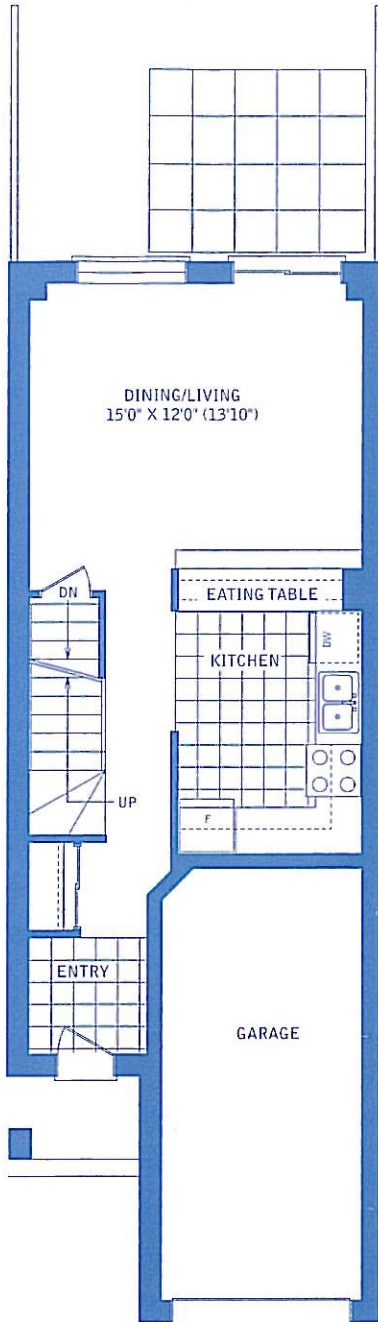 DINING/LIVING
15'0" X 12'0" (13'10")
DN
EATING TABLE
DW
KITCHEN
UP
F
ENTRY
GARAGE